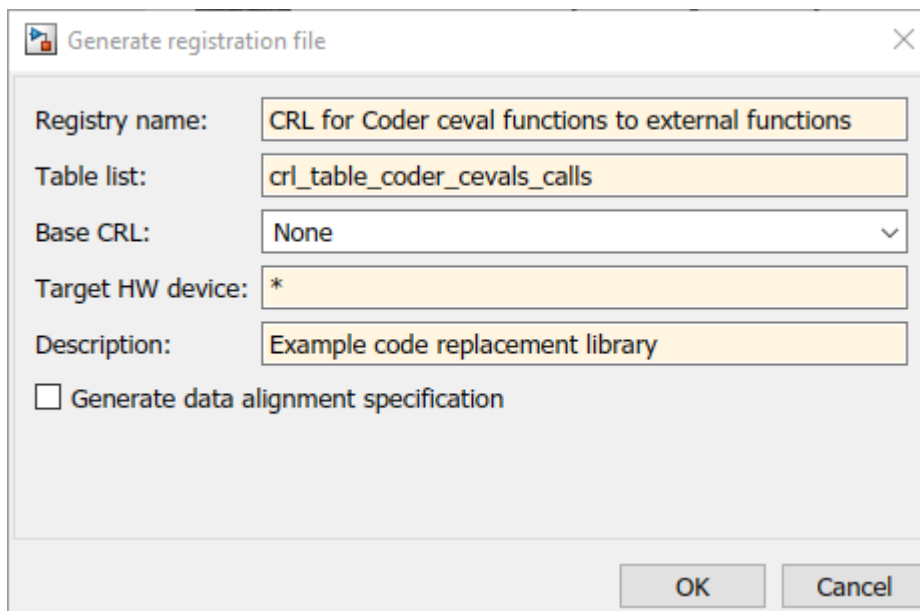 Generate registration file
Registry name: CRL for Coder ceval functions to external functions
Table list: crl_table_coder_cevals_calls
Base CRL: None
Target HW device: *
Description: Example code replacement library
Generate data alignment specification
OK Cancel